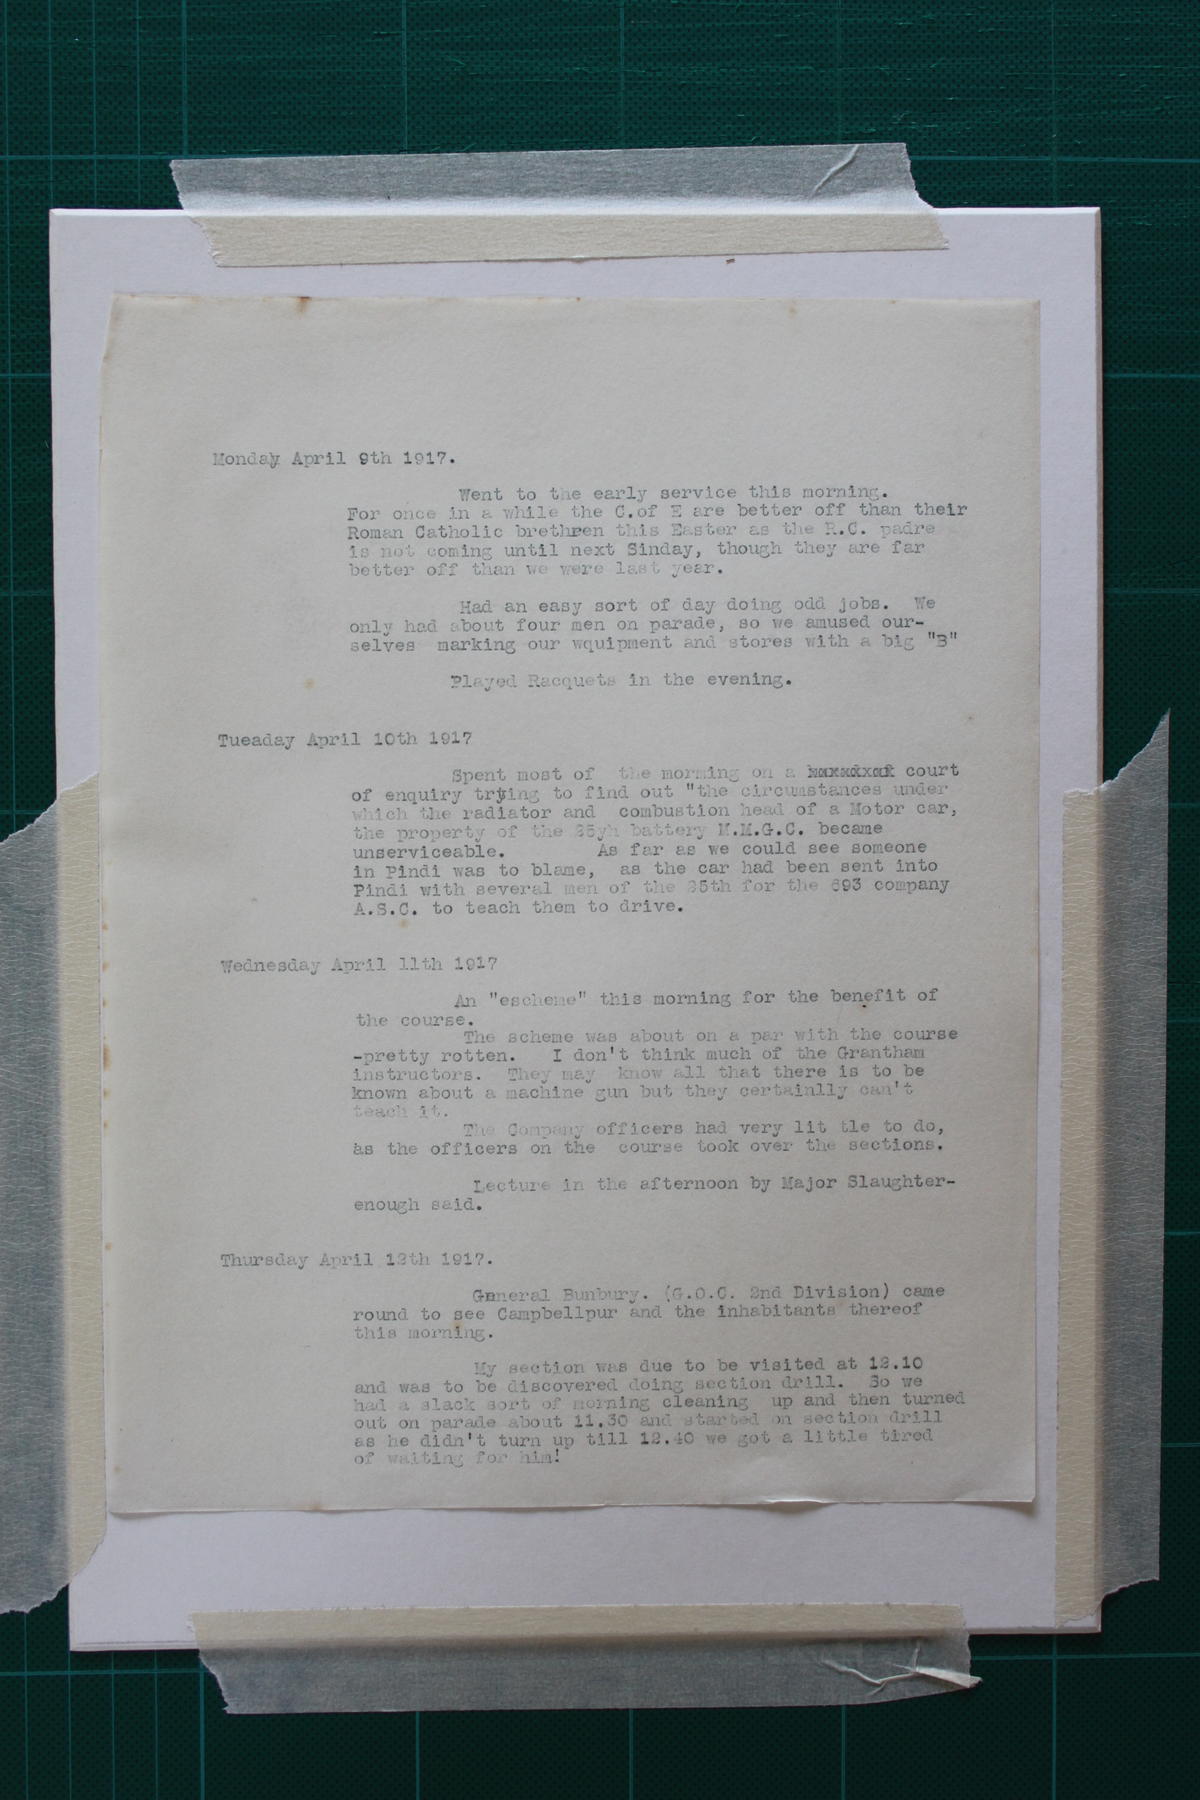 Monday April 9th 1917.
Went to the early service this morning.
For once in a while the C.of E are better off than their
Roman Catholic brethren this Easter as the R.C. padre
is not coming until next Sinday, though they are far
better off than we were last year.
Had an easy sort of day doing odd jobs. We
only had about four men on parade, so we amused our-
selves marking our wquipment and stores with a big "B"
Played Racquets in the evening.
Tueaday April 10th 1917
Spent most of the morning on a court
of enquiry trying to find out "the circumstances under
which the radiator and combustion head of a Motor car,
the property of the 25yh battery M.M.G.C. became
unserviceable. As far as we could see someone
in Pindi was to blame, as the car had been sent into
Pindi with several men of the 25th for the 693 company
A.S.C. to teach them to drive.
Wednesday April 11th 1917
An "escheme" this morning for the benefit of
the course.
The scheme was about on a par with the course
-pretty rotten. I don't think much of the Grantham
instructors. They may know all that there is to be
known about a machine gun but they certainlly can't
teach it.
The Company officers had very lit tle to do,
as the officers on the course took over the sections.
Lecture in the afternoon by Major Slaughter-
enough said.
Thursday April 12th 1917.
General Bunbury. (G.O.C. 2nd Division) came
round to see Campbellpur and the inhabitants thereof
this morning.
My section was due to be visited at 12.10
and was to be discovered doing section drill. So we
had a slack sort of morning cleaning up and then turned
out on parade about 11.30 and started on section drill
as he didn't turn up till 12.40 we got a little tired
of waiting for him!